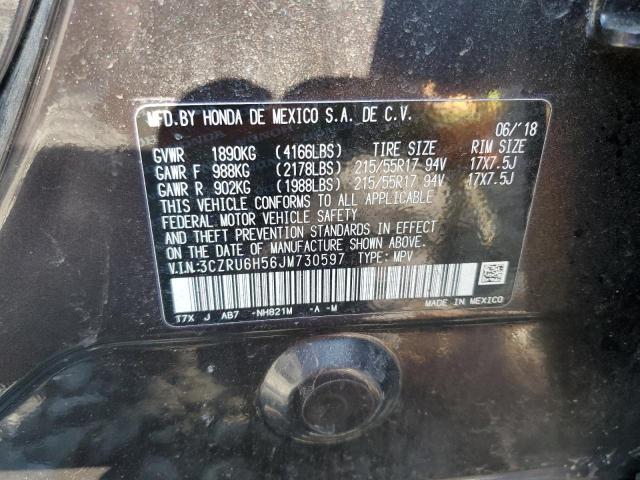 MFD.BY HONDA DE MEXICO S.A. DE C.V. 06/'18
GVWR 1890KG (4166LBS) TIRE SIZE RIM SIZE
GAWR F 988KG (2178LBS) 215/55R17 94V 17X7.5J
GAWR R 902KG (1988LBS) 215/55R17 94V 17X7.5J
THIS VEHICLE CONFORMS TO ALL APPLICABLE
FEDERAL MOTOR VEHICLE SAFETY
AND THEFT PREVENTION STANDARDS IN EFFECT
ON THE DATE OF MANUFACTURE SHOWN ABOVE.
V.I.N:3CZRU6H56JM730597 TYPE: MPV
T7X J AB7 -NH821M -A -M MADE IN MEXICO